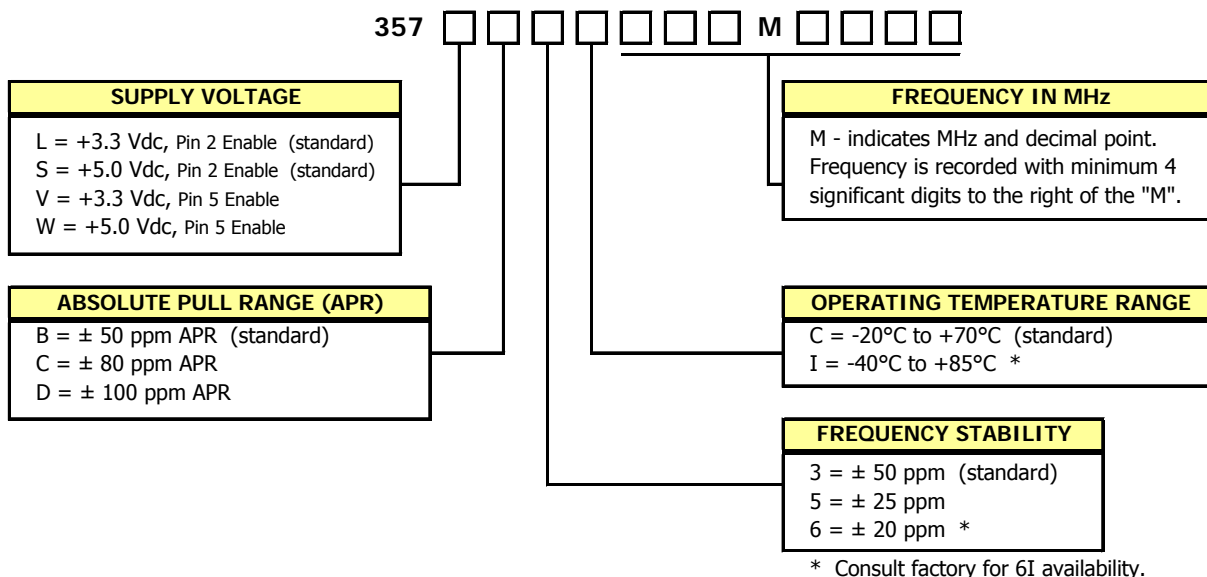 357 M
SUPPLY VOLTAGE
L = +3.3 Vdc, Pin 2 Enable (standard)
S = +5.0 Vdc, Pin 2 Enable (standard)
V = +3.3 Vdc, Pin 5 Enable
W = +5.0 Vdc, Pin 5 Enable
FREQUENCY IN MHz
M - indicates MHz and decimal point.
Frequency is recorded with minimum 4
significant digits to the right of the "M".
ABSOLUTE PULL RANGE (APR)
B = ± 50 ppm APR (standard)
C = ± 80 ppm APR
D = ± 100 ppm APR
OPERATING TEMPERATURE RANGE
C = -20°C to +70°C (standard)
I = -40°C to +85°C *
FREQUENCY STABILITY
3 = ± 50 ppm (standard)
5 = ± 25 ppm
6 = ± 20 ppm *
* Consult factory for 6I availability.